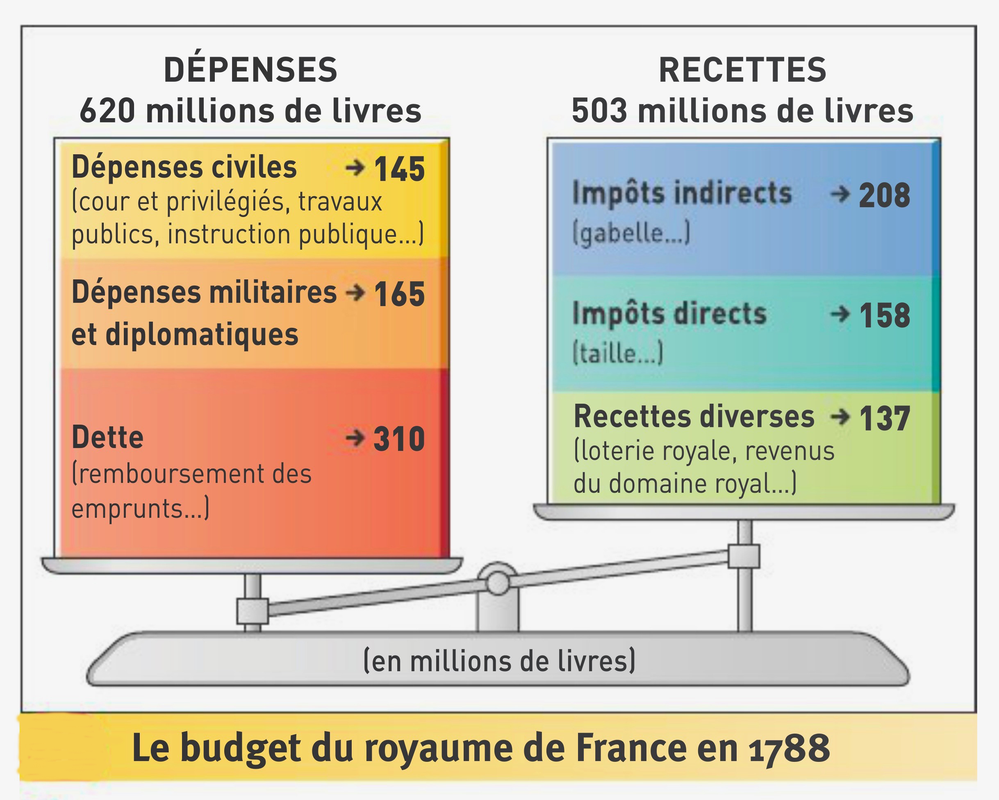 DÉPENSES
620 millions de livres
Dépenses civiles → 145
(cour et privilégiés, travaux
publics, instruction publique...)
Dépenses militaires → 165
et diplomatiques
Dette → 310
(remboursement des
emprunts...)
RECETTES
503 millions de livres
Impôts indirects → 208
(gabelle...)
Impôts directs → 158
(taille...)
Recettes diverses → 137
(loterie royale, revenus
du domaine royal...)
(en millions de livres)
Le budget du royaume de France en 1788